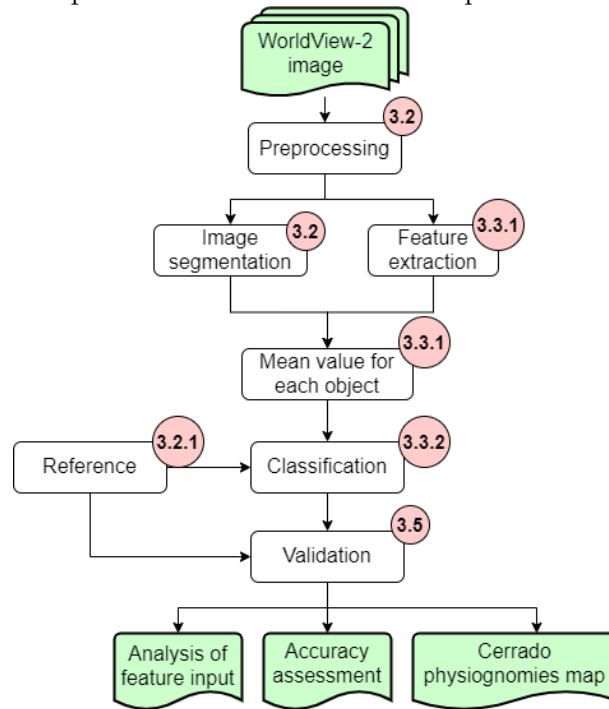 WorldView-2
image
3.2
Preprocessing
Image
segmentation
3.2
Feature
extraction
3.3.1
Mean value for
each object
3.3.1
Reference
3.2.1
Classification
3.3.2
Validation
3.5
Analysis of
feature input
Accuracy
assessment
Cerrado
physiognomies map